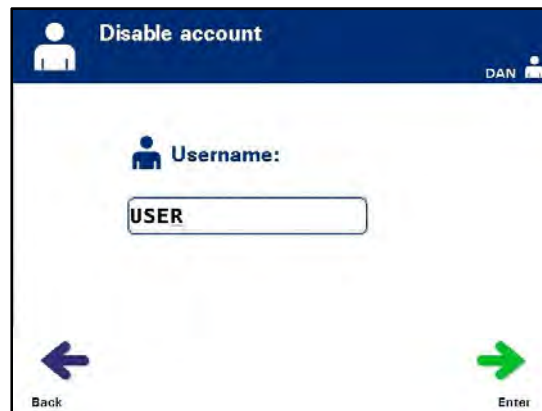 Disable account
DAN
Username:
USER
Back
Enter